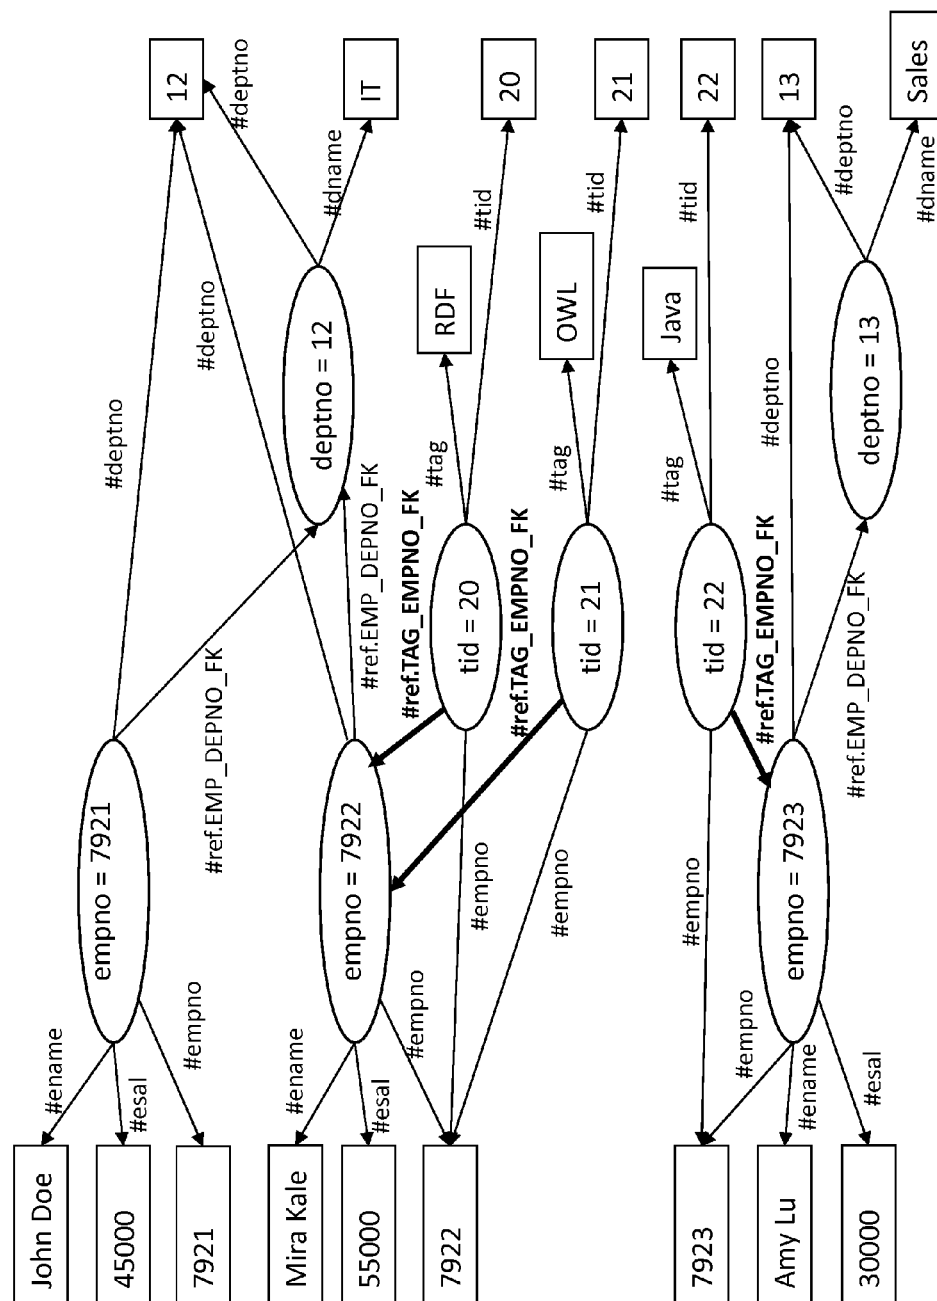 John Doe
45000
7921
Mira Kale
55000
7922
7923
Amy Lu
30000
#ename
#esal
#empno
#ename
#esal
#empno
#empno
#ename
#esal
empno = 7921
empno = 7922
empno = 7923
#ref.EMP_DEPNO_FK
#empno
#empno
#empno
#ref.EMP_DEPNO_FK
#ref.TAG_EMPNO_FK
#ref.TAG_EMPNO_FK
#ref.TAG_EMPNO_FK
#ref.EMP_DEPNO_FK
tid = 20
tid = 21
tid = 22
#deptno
#deptno
#tag
#tag
#tag
#deptno
deptno = 12
RDF
OWL
Java
deptno = 13
#deptno
#dname
#tid
#tid
#tid
#deptno
#dname
12
IT
20
21
22
13
Sales